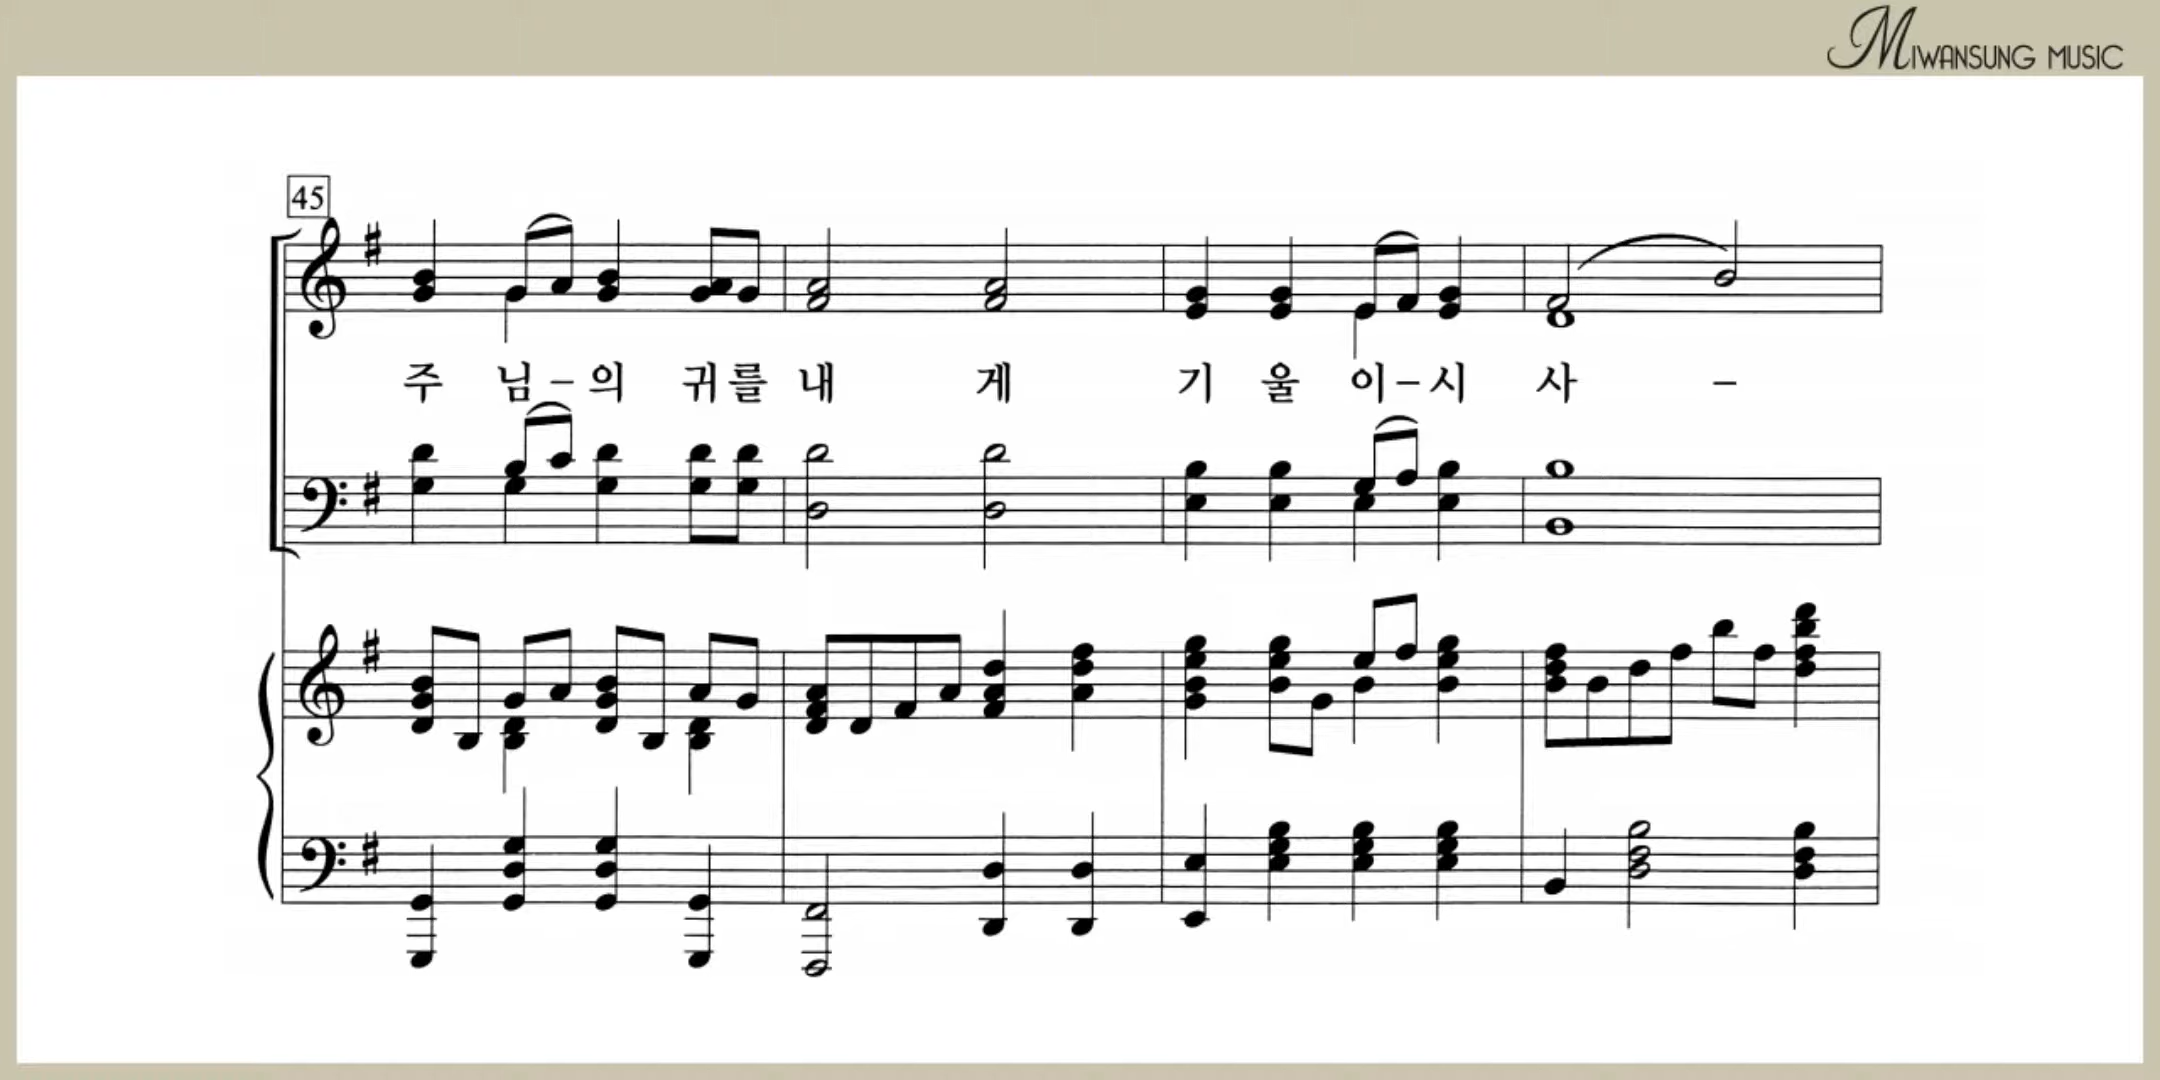 MIWANSUNG MUSIC
45
주 님 - 의 귀 를 내 게 기 울 이 - 시 사 -